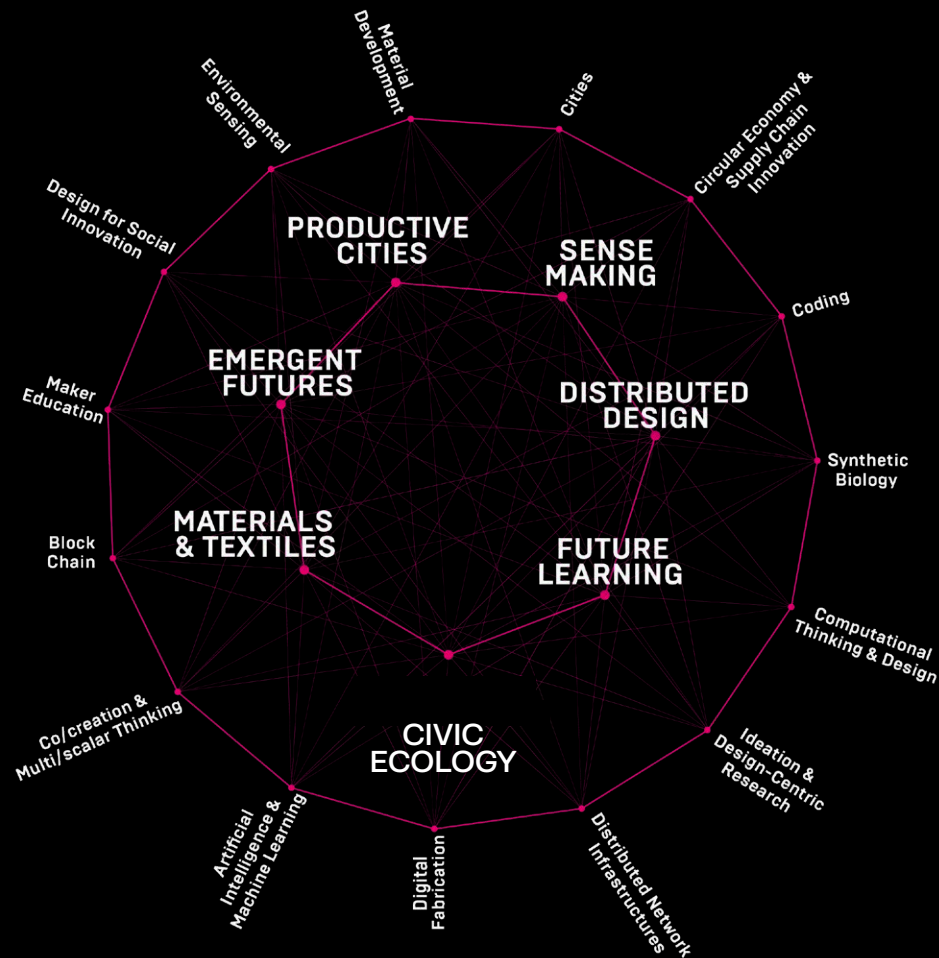 Material
Development
Cities
Circular Economy &
Supply Chain
Innovation
Environmental
Sensing
Design for Social
Innovation
PRODUCTIVE
CITIES
SENSE
MAKING
Coding
EMERGENT
FUTURES
DISTRIBUTED
DESIGN
Maker
Education
Synthetic
Biology
MATERIALS
& TEXTILES
FUTURE
LEARNING
Block
Chain
Computational
Thinking & Design
Co/creation &
Multi/scalar Thinking
CIVIC
ECOLOGY
Ideation &
Design-Centric
Research
Artificial
Intelligence &
Machine Learning
Digital
Fabrication
Distributed Network
Infrastructures